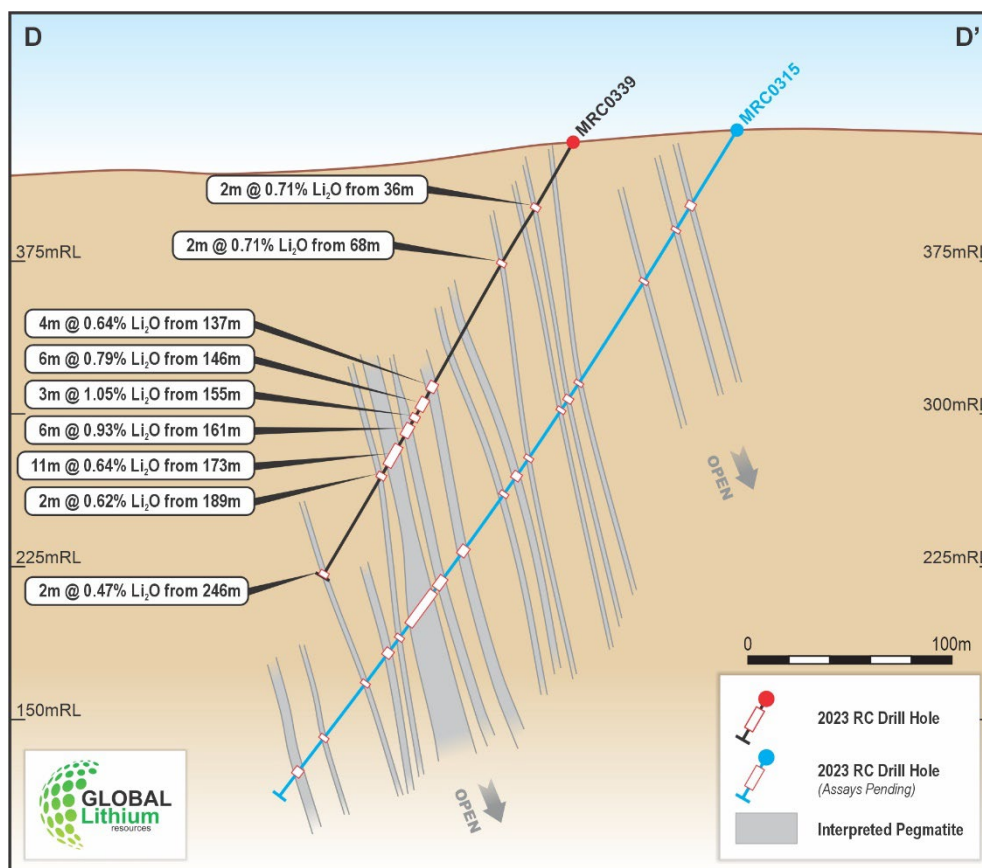 D
D'
MRC0339
MRC0315
2m @ 0.71% Li₂O from 36m
2m @ 0.71% Li₂O from 68m
375mRL
375mRL
4m @ 0.64% Li₂O from 137m
6m @ 0.79% Li₂O from 146m
3m @ 1.05% Li₂O from 155m
300mRL
6m @ 0.93% Li₂O from 161m
11m @ 0.64% Li₂O from 173m
2m @ 0.62% Li₂O from 189m
OPEN
225mRL
225mRL
2m @ 0.47% Li₂O from 246m
0 100m
150mRL
2023 RC Drill Hole
2023 RC Drill Hole
(Assays Pending)
Interpreted Pegmatite
GLOBAL
Lithium
resources
OPEN